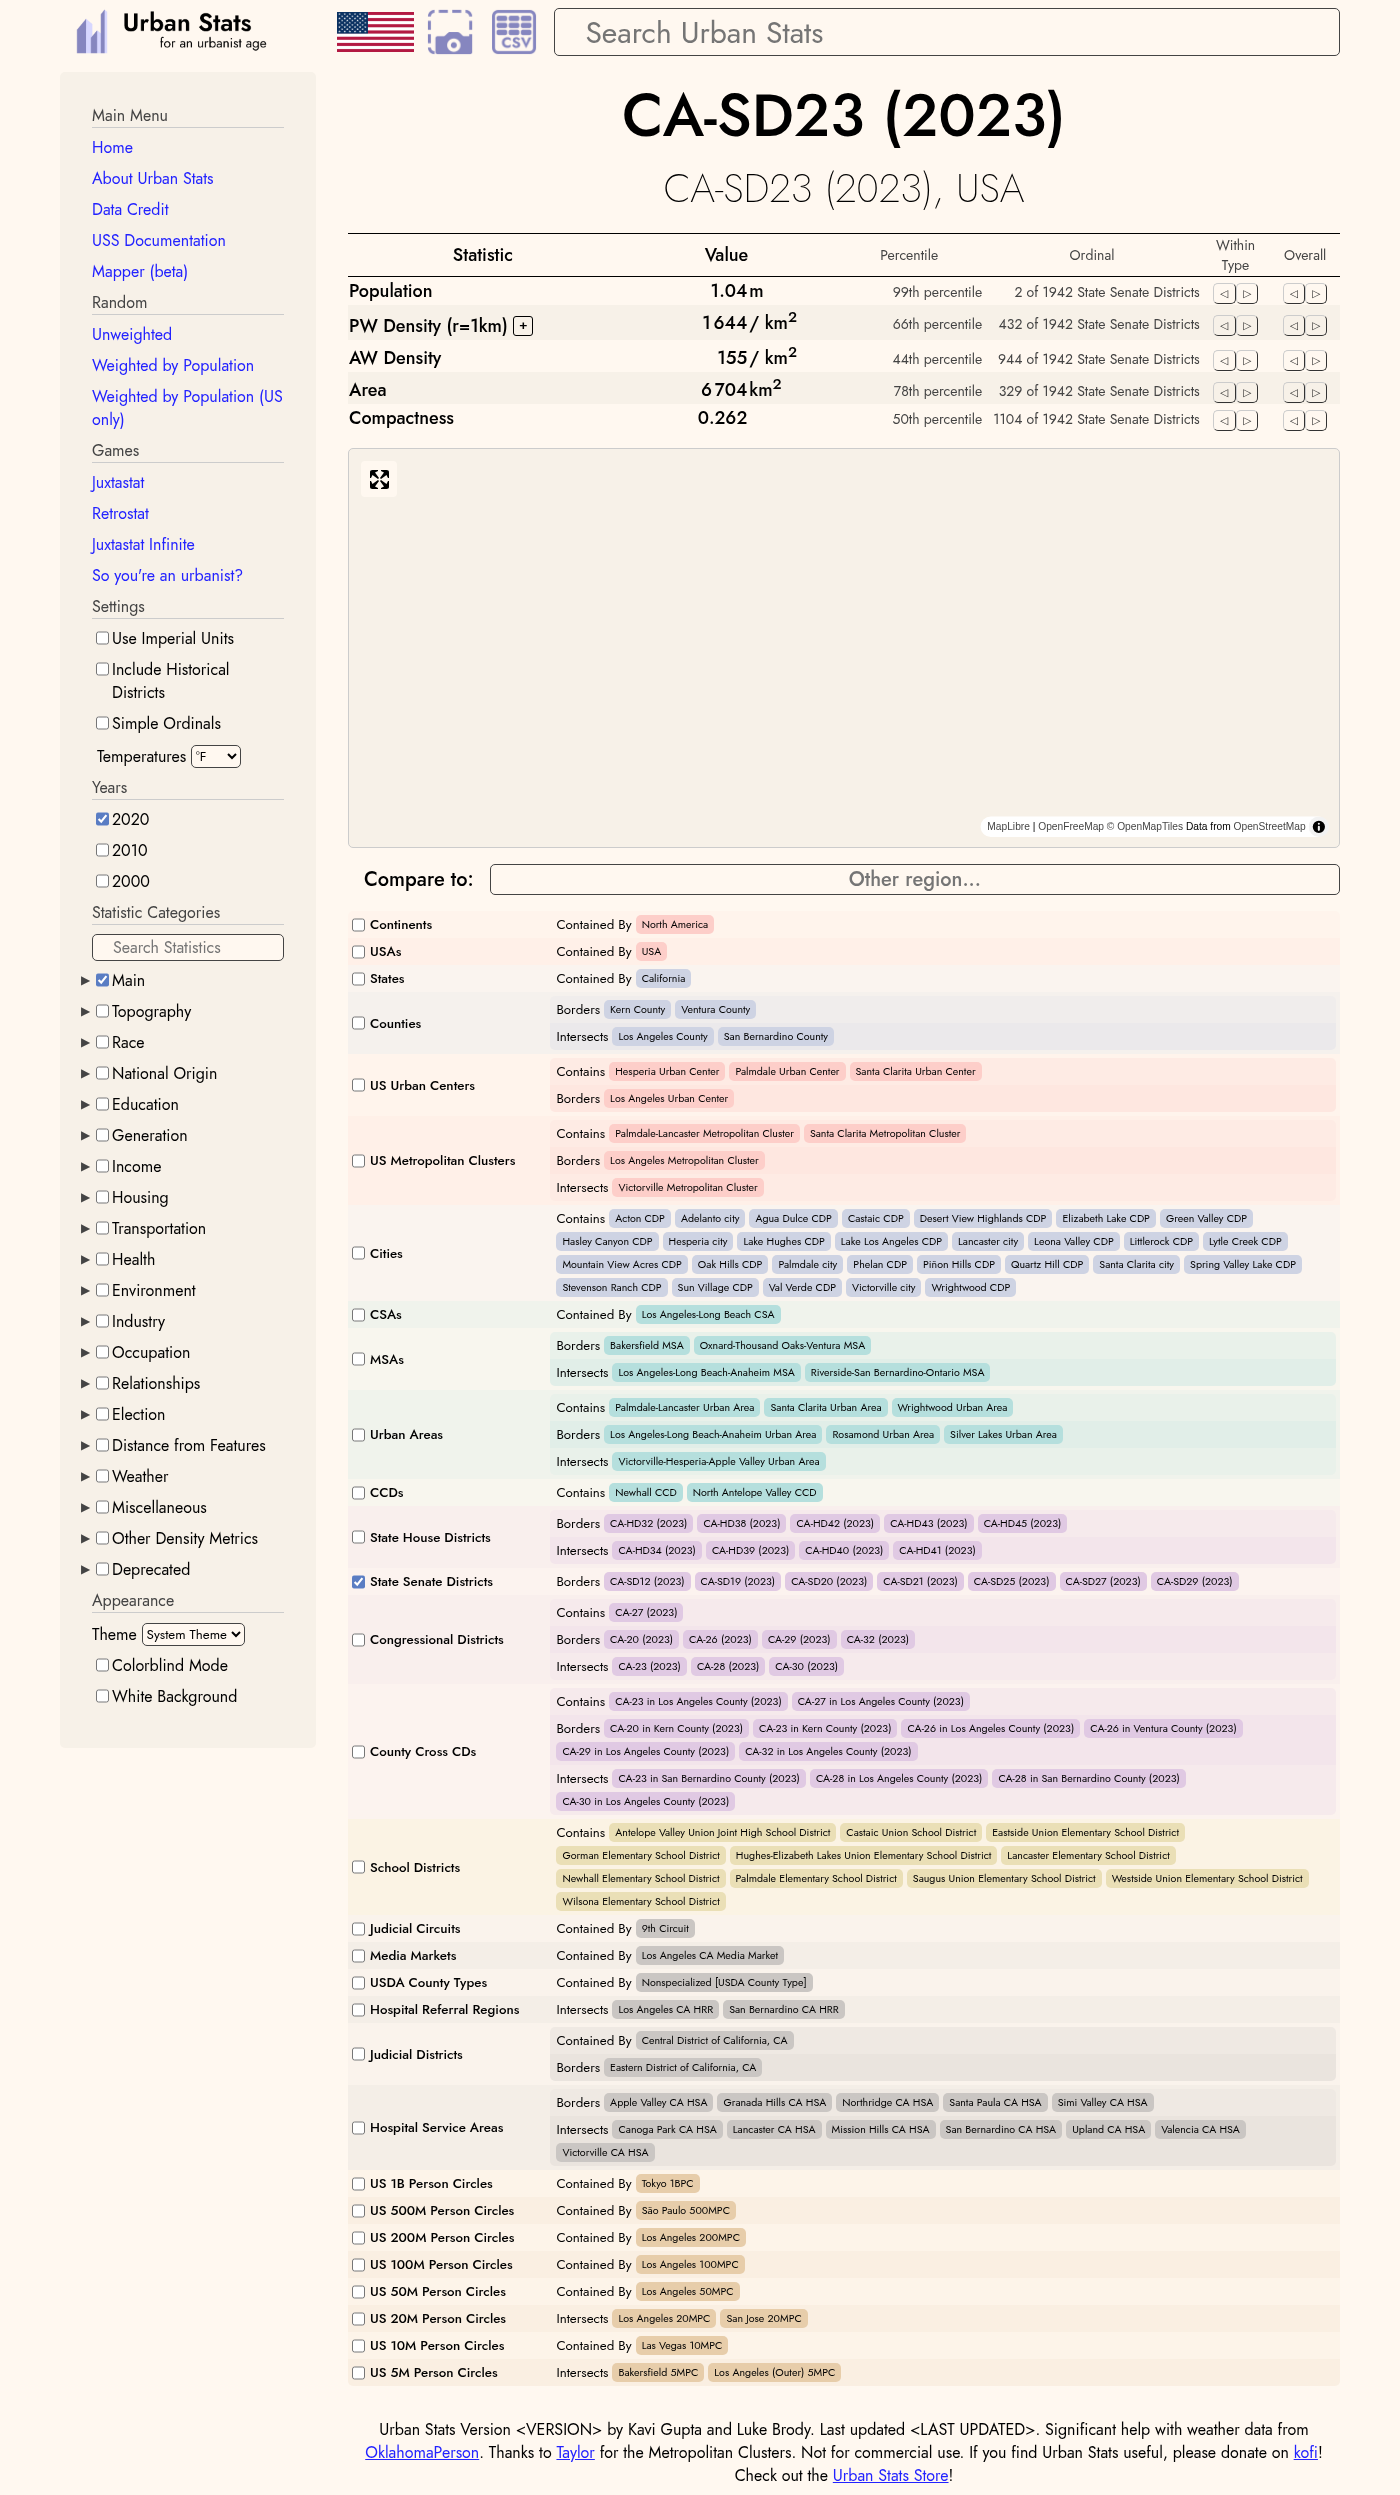 Urban Stats
for an urbanist age
CSV
Search Urban Stats
Main Menu
Home
About Urban Stats
Data Credit
USS Documentation
Mapper (beta)
Random
Unweighted
Weighted by Population
Weighted by Population (US
only)
Games
Juxtastat
Retrostat
Juxtastat Infinite
So you're an urbanist?
Settings
Use Imperial Units
Include Historical
Districts
Simple Ordinals
Temperatures °F
Years
2020
2010
2000
Statistic Categories
Search Statistics
Main
Topography
Race
National Origin
Education
Generation
Income
Housing
Transportation
Health
Environment
Industry
Occupation
Relationships
Election
Distance from Features
Weather
Miscellaneous
Other Density Metrics
Deprecated
Appearance
Theme System Theme
Colorblind Mode
White Background
CA-SD23 (2023)
CA-SD23 (2023), USA
Statistic Value Percentile Ordinal Within Type Overall
Population 1.04 m 99th percentile 2 of 1942 State Senate Districts
PW Density (r=1km) + 1 644 / km² 66th percentile 432 of 1942 State Senate Districts
AW Density 155 / km² 44th percentile 944 of 1942 State Senate Districts
Area 6 704 km² 78th percentile 329 of 1942 State Senate Districts
Compactness 0.262 50th percentile 1104 of 1942 State Senate Districts
MapLibre | OpenFreeMap © OpenMapTiles Data from OpenStreetMap
Compare to: Other region...
Continents Contained By North America
USAs Contained By USA
States Contained By California
Counties
Borders Kern County Ventura County
Intersects Los Angeles County San Bernardino County
US Urban Centers
Contains Hesperia Urban Center Palmdale Urban Center Santa Clarita Urban Center
Borders Los Angeles Urban Center
US Metropolitan Clusters
Contains Palmdale-Lancaster Metropolitan Cluster Santa Clarita Metropolitan Cluster
Borders Los Angeles Metropolitan Cluster
Intersects Victorville Metropolitan Cluster
Cities
Contains Acton CDP Adelanto city Agua Dulce CDP Castaic CDP Desert View Highlands CDP Elizabeth Lake CDP Green Valley CDP
Hasley Canyon CDP Hesperia city Lake Hughes CDP Lake Los Angeles CDP Lancaster city Leona Valley CDP Littlerock CDP Lytle Creek CDP
Mountain View Acres CDP Oak Hills CDP Palmdale city Phelan CDP Piñon Hills CDP Quartz Hill CDP Santa Clarita city Spring Valley Lake CDP
Stevenson Ranch CDP Sun Village CDP Val Verde CDP Victorville city Wrightwood CDP
CSAs Contained By Los Angeles-Long Beach CSA
MSAs
Borders Bakersfield MSA Oxnard-Thousand Oaks-Ventura MSA
Intersects Los Angeles-Long Beach-Anaheim MSA Riverside-San Bernardino-Ontario MSA
Urban Areas
Contains Palmdale-Lancaster Urban Area Santa Clarita Urban Area Wrightwood Urban Area
Borders Los Angeles-Long Beach-Anaheim Urban Area Rosamond Urban Area Silver Lakes Urban Area
Intersects Victorville-Hesperia-Apple Valley Urban Area
CCDs Contains Newhall CCD North Antelope Valley CCD
State House Districts
Borders CA-HD32 (2023) CA-HD38 (2023) CA-HD42 (2023) CA-HD43 (2023) CA-HD45 (2023)
Intersects CA-HD34 (2023) CA-HD39 (2023) CA-HD40 (2023) CA-HD41 (2023)
State Senate Districts Borders CA-SD12 (2023) CA-SD19 (2023) CA-SD20 (2023) CA-SD21 (2023) CA-SD25 (2023) CA-SD27 (2023) CA-SD29 (2023)
Congressional Districts
Contains CA-27 (2023)
Borders CA-20 (2023) CA-26 (2023) CA-29 (2023) CA-32 (2023)
Intersects CA-23 (2023) CA-28 (2023) CA-30 (2023)
County Cross CDs
Contains CA-23 in Los Angeles County (2023) CA-27 in Los Angeles County (2023)
Borders CA-20 in Kern County (2023) CA-23 in Kern County (2023) CA-26 in Los Angeles County (2023) CA-26 in Ventura County (2023)
CA-29 in Los Angeles County (2023) CA-32 in Los Angeles County (2023)
Intersects CA-23 in San Bernardino County (2023) CA-28 in Los Angeles County (2023) CA-28 in San Bernardino County (2023)
CA-30 in Los Angeles County (2023)
School Districts
Contains Antelope Valley Union Joint High School District Castaic Union School District Eastside Union Elementary School District
Gorman Elementary School District Hughes-Elizabeth Lakes Union Elementary School District Lancaster Elementary School District
Newhall Elementary School District Palmdale Elementary School District Saugus Union Elementary School District Westside Union Elementary School District
Wilsona Elementary School District
Judicial Circuits Contained By 9th Circuit
Media Markets Contained By Los Angeles CA Media Market
USDA County Types Contained By Nonspecialized [USDA County Type]
Hospital Referral Regions Intersects Los Angeles CA HRR San Bernardino CA HRR
Judicial Districts
Contained By Central District of California, CA
Borders Eastern District of California, CA
Hospital Service Areas
Borders Apple Valley CA HSA Granada Hills CA HSA Northridge CA HSA Santa Paula CA HSA Simi Valley CA HSA
Intersects Canoga Park CA HSA Lancaster CA HSA Mission Hills CA HSA San Bernardino CA HSA Upland CA HSA Valencia CA HSA
Victorville CA HSA
US 1B Person Circles Contained By Tokyo 1BPC
US 500M Person Circles Contained By São Paulo 500MPC
US 200M Person Circles Contained By Los Angeles 200MPC
US 100M Person Circles Contained By Los Angeles 100MPC
US 50M Person Circles Contained By Los Angeles 50MPC
US 20M Person Circles Intersects Los Angeles 20MPC San Jose 20MPC
US 10M Person Circles Contained By Las Vegas 10MPC
US 5M Person Circles Intersects Bakersfield 5MPC Los Angeles (Outer) 5MPC
Urban Stats Version <VERSION> by Kavi Gupta and Luke Brody. Last updated <LAST UPDATED>. Significant help with weather data from
OklahomaPerson. Thanks to Taylor for the Metropolitan Clusters. Not for commercial use. If you find Urban Stats useful, please donate on kofi!
Check out the Urban Stats Store!